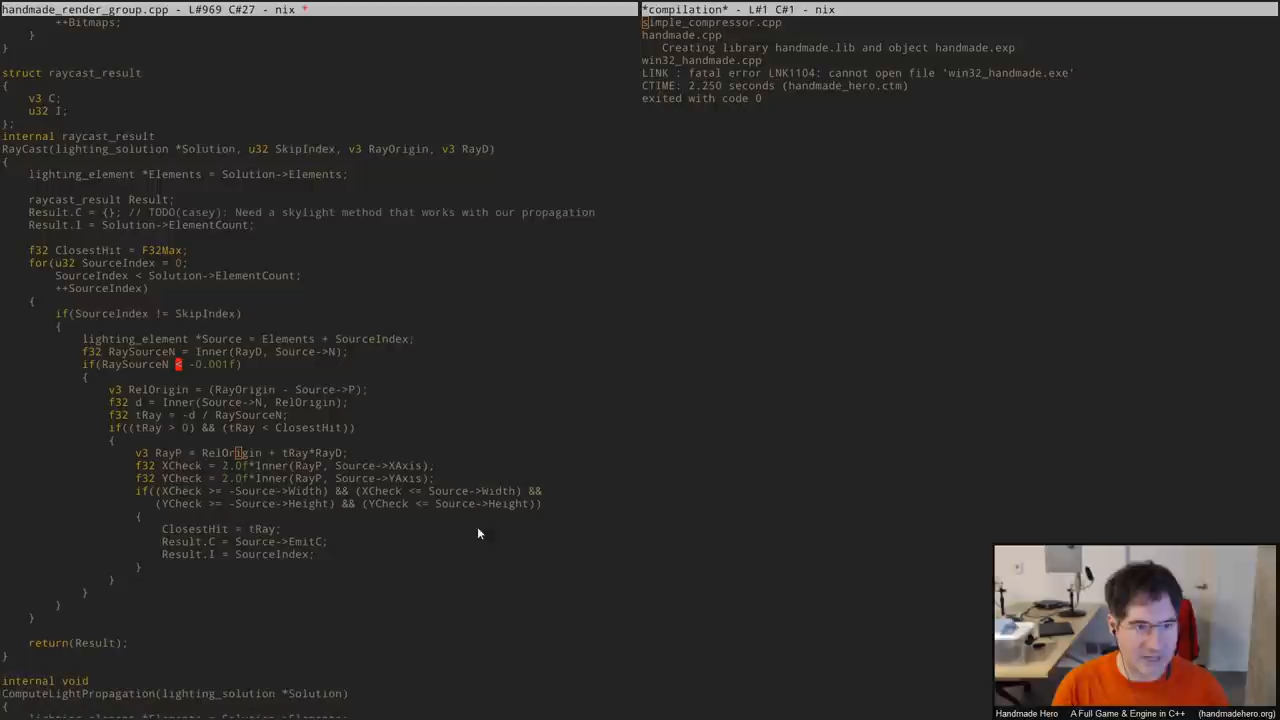 handmade_render_group.cpp - L#969 C#27 - nix *
++Bitmaps;
}
}
struct raycast_result
{
v3 C;
u32 I;
};
internal raycast_result
RayCast(lighting_solution *Solution, u32 SkipIndex, v3 RayOrigin, v3 RayD)
{
lighting_element *Elements = Solution->Elements;
raycast_result Result;
Result.C = {}; // TODO(casey): Need a skylight method that works with our propagation
Result.I = Solution->ElementCount;
f32 ClosestHit = F32Max;
for(u32 SourceIndex = 0;
SourceIndex < Solution->ElementCount;
++SourceIndex)
{
if(SourceIndex != SkipIndex)
{
lighting_element *Source = Elements + SourceIndex;
f32 RaySourceN = Inner(RayD, Source->N);
if(RaySourceN < -0.001f)
{
v3 RelOrigin = (RayOrigin - Source->P);
f32 d = Inner(Source->N, RelOrigin);
f32 tRay = -d / RaySourceN;
if((tRay > 0) && (tRay < ClosestHit))
{
v3 RayP = RelOrigin + tRay*RayD;
f32 XCheck = 2.0f*Inner(RayP, Source->XAxis);
f32 YCheck = 2.0f*Inner(RayP, Source->YAxis);
if((XCheck >= -Source->Width) && (XCheck <= Source->Width) &&
(YCheck >= -Source->Height) && (YCheck <= Source->Height))
{
ClosestHit = tRay;
Result.C = Source->EmitC;
Result.I = SourceIndex;
}
}
}
}
}
return(Result);
}
internal void
ComputeLightPropagation(lighting_solution *Solution)
{
*compilation* - L#1 C#1 - nix
simple_compressor.cpp
handmade.cpp
Creating library handmade.lib and object handmade.exp
win32_handmade.cpp
LINK : fatal error LNK1104: cannot open file 'win32_handmade.exe'
CTIME: 2.250 seconds (handmade_hero.ctm)
exited with code 0
Handmade Hero A Full Game & Engine in C++ (handmadehero.org)